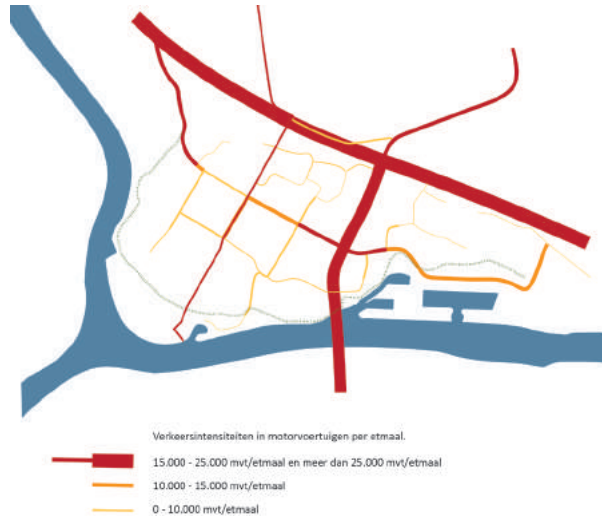 Verkeersintensiteiten in motorvoertuigen per etmaal.
15.000 - 25.000 mvt/etmaal en meer dan 25.000 mvt/etmaal
10.000 - 15.000 mvt/etmaal
0 - 10.000 mvt/etmaal